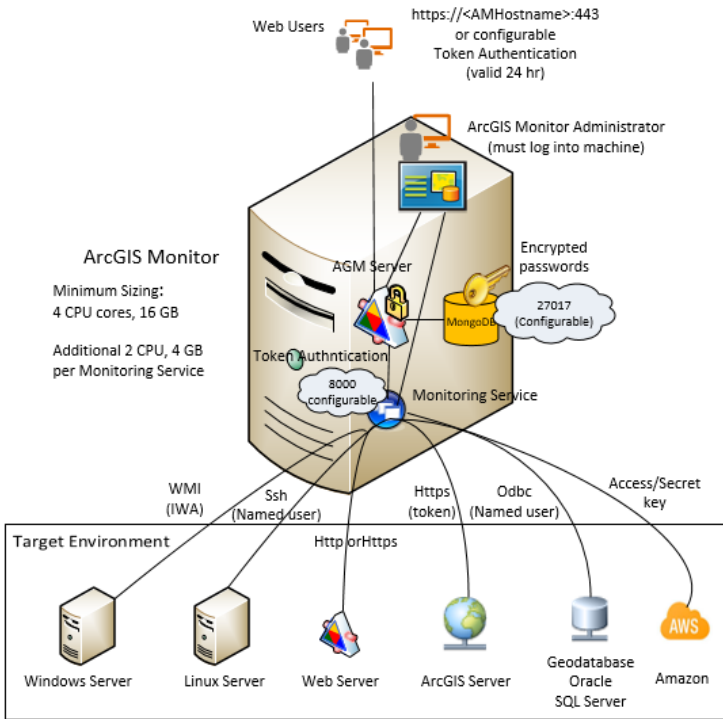 Web Users
https://<AMHostname>:443
or configurable
Token Authentication
(valid 24 hr)
ArcGIS Monitor Administrator
(must log into machine)
ArcGIS Monitor
Minimum Sizing:
4 CPU cores, 16 GB
Additional 2 CPU, 4 GB
per Monitoring Service
AGM Server
Encrypted
passwords
MongoDB
27017
(Configurable)
Token Authntication
8000
configurable
Monitoring Service
WMI
(IWA)
Ssh
(Named user)
Http orHttps
Https
(token)
Odbc
(Named user)
Access/Secret
key
Target Environment
Windows Server
Linux Server
Web Server
ArcGIS Server
Geodatabase
Oracle
SQL Server
AWS
Amazon